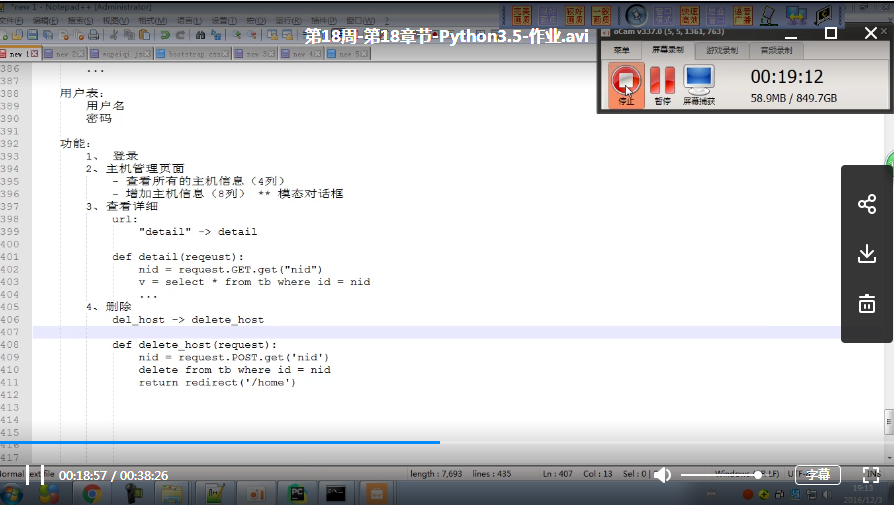 *new 1 - Notepad++ [Administrator]
第18周-第18章节-Python3.5-作业.avi
oCam v337.0 (5, 5, 1361, 763)
菜单 屏幕录制 游戏录制 音频录制
停止 暂停 屏幕捕获
00:19:12
58.9MB / 849.7GB
new 1 new 2 bootstrap.css
386 ...
387
388 用户表:
389 用户名
390 密码
391
392 功能:
393 1、 登录
394 2、主机管理页面
395 - 查看所有的主机信息（4列）
396 - 增加主机信息（8列） ** 模态对话框
397 3、查看详细
398 url:
399 "detail" -> detail
400
401 def detail(reqeust):
402 nid = request.GET.get("nid")
403 v = select * from tb where id = nid
404 ...
405 4、删除
406 del_host -> delete_host
407
408 def delete_host(request):
409 nid = request.POST.get('nid')
410 delete from tb where id = nid
411 return redirect('/home')
412
413
414
415
416
417
Normal text file length : 7,693 lines : 435 Ln : 407 Col : 13 Sel : 0 INS
00:18:57 / 00:38:26
字幕
19:13
2016/12/3